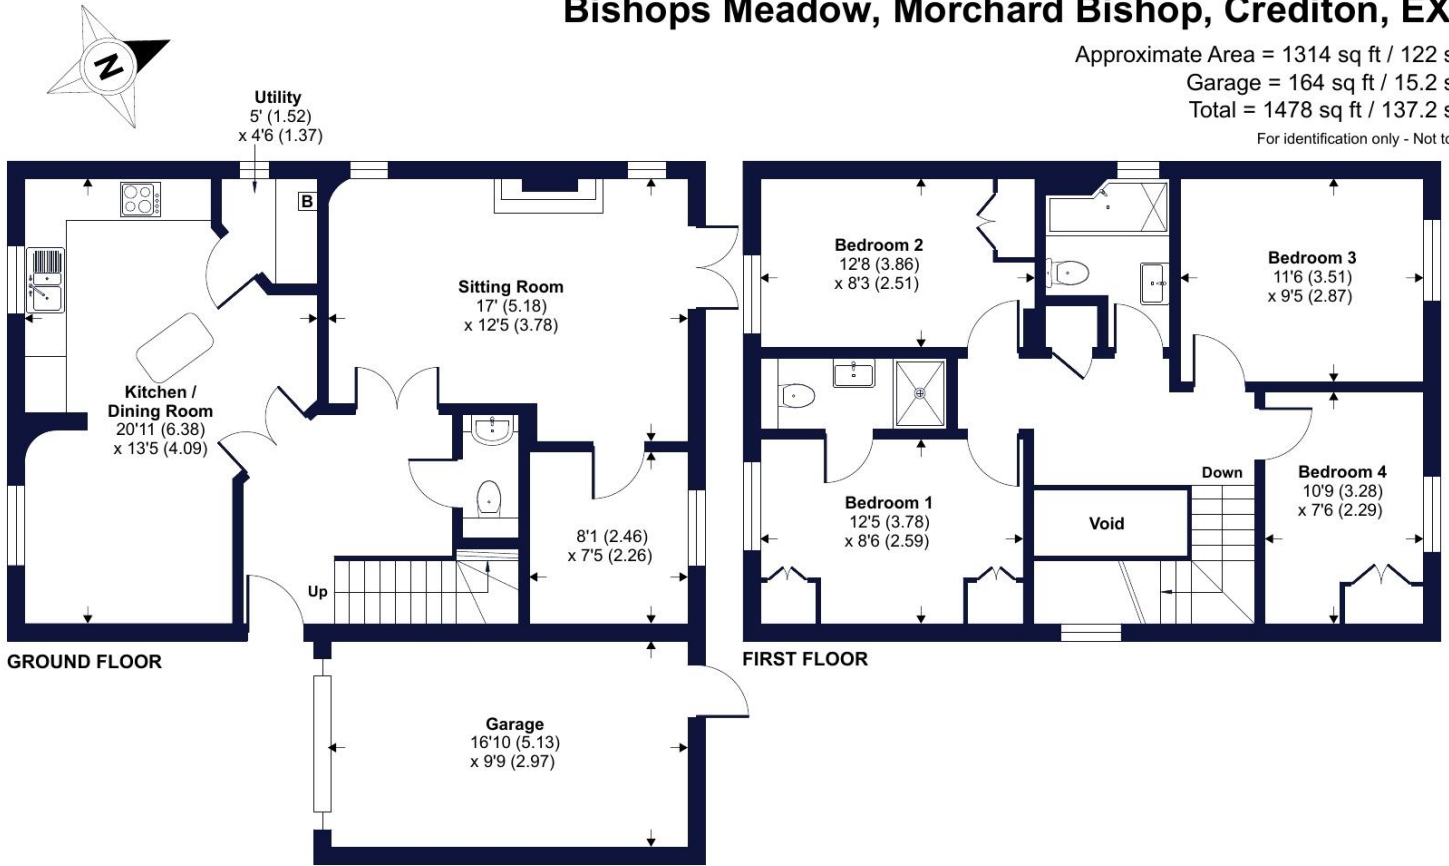 Bishops Meadow, Morchard Bishop, Crediton, EX
Approximate Area = 1314 sq ft / 122 s
Garage = 164 sq ft / 15.2 s
Total = 1478 sq ft / 137.2 s
For identification only - Not to
N
Utility
5' (1.52)
x 4'6 (1.37)
B
Sitting Room
17' (5.18)
x 12'5 (3.78)
Kitchen /
Dining Room
20'11 (6.38)
x 13'5 (4.09)
8'1 (2.46)
x 7'5 (2.26)
Up
GROUND FLOOR
Garage
16'10 (5.13)
x 9'9 (2.97)
Bedroom 2
12'8 (3.86)
x 8'3 (2.51)
Bedroom 3
11'6 (3.51)
x 9'5 (2.87)
Bedroom 1
12'5 (3.78)
x 8'6 (2.59)
Down
Bedroom 4
10'9 (3.28)
x 7'6 (2.29)
Void
FIRST FLOOR